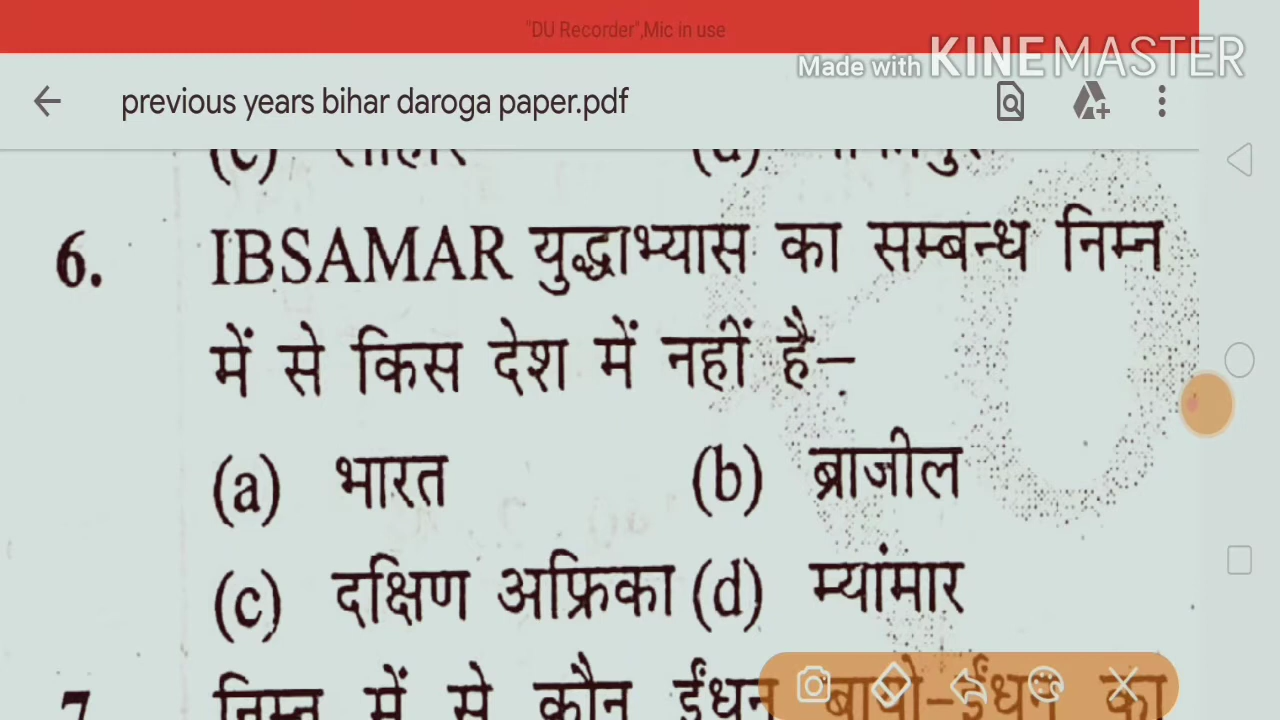 "DU Recorder",Mic in use
Made with KINEMASTER
previous years bihar daroga paper.pdf
6. IBSAMAR युद्धाभ्यास का सम्बन्ध निम्न
में से किस देश में नहीं है–
(a) भारत (b) ब्राजील
(c) दक्षिण अफ्रिका (d) म्यांमार
7 निम्न में से कौन ईंधन बायो–ईंधन का